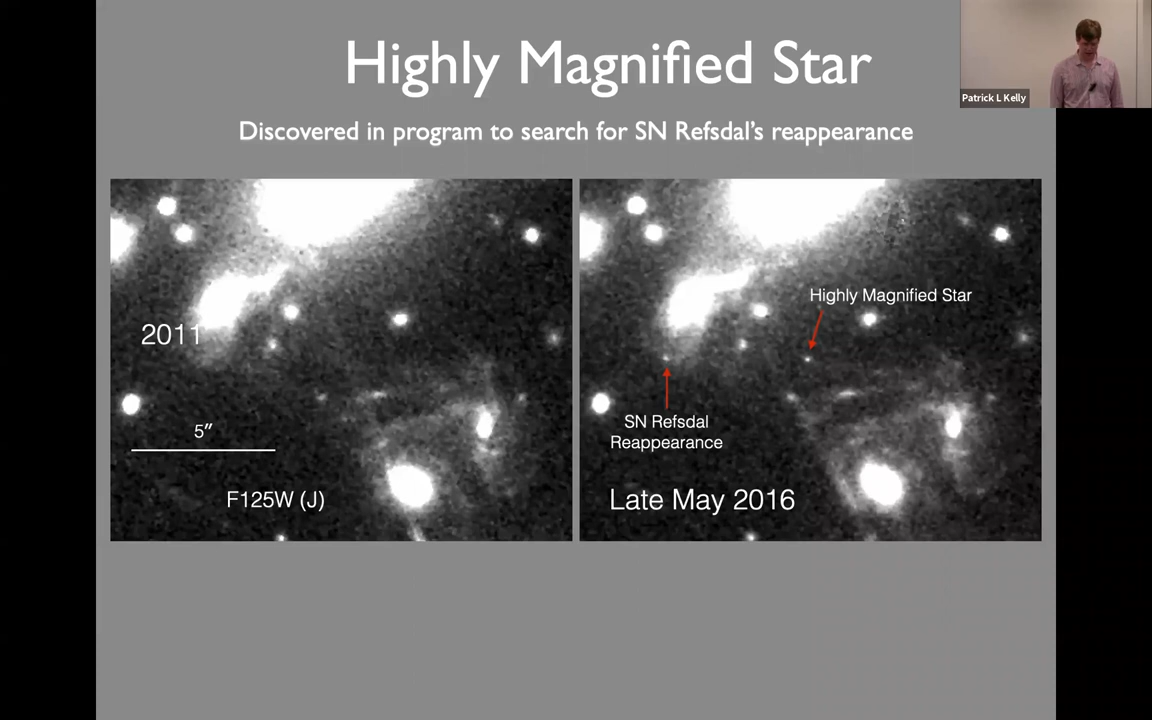 Highly Magnified Star
Patrick L Kelly
Discovered in program to search for SN Refsdal's reappearance
2011
5″
F125W (J)
Highly Magnified Star
SN Refsdal
Reappearance
Late May 2016